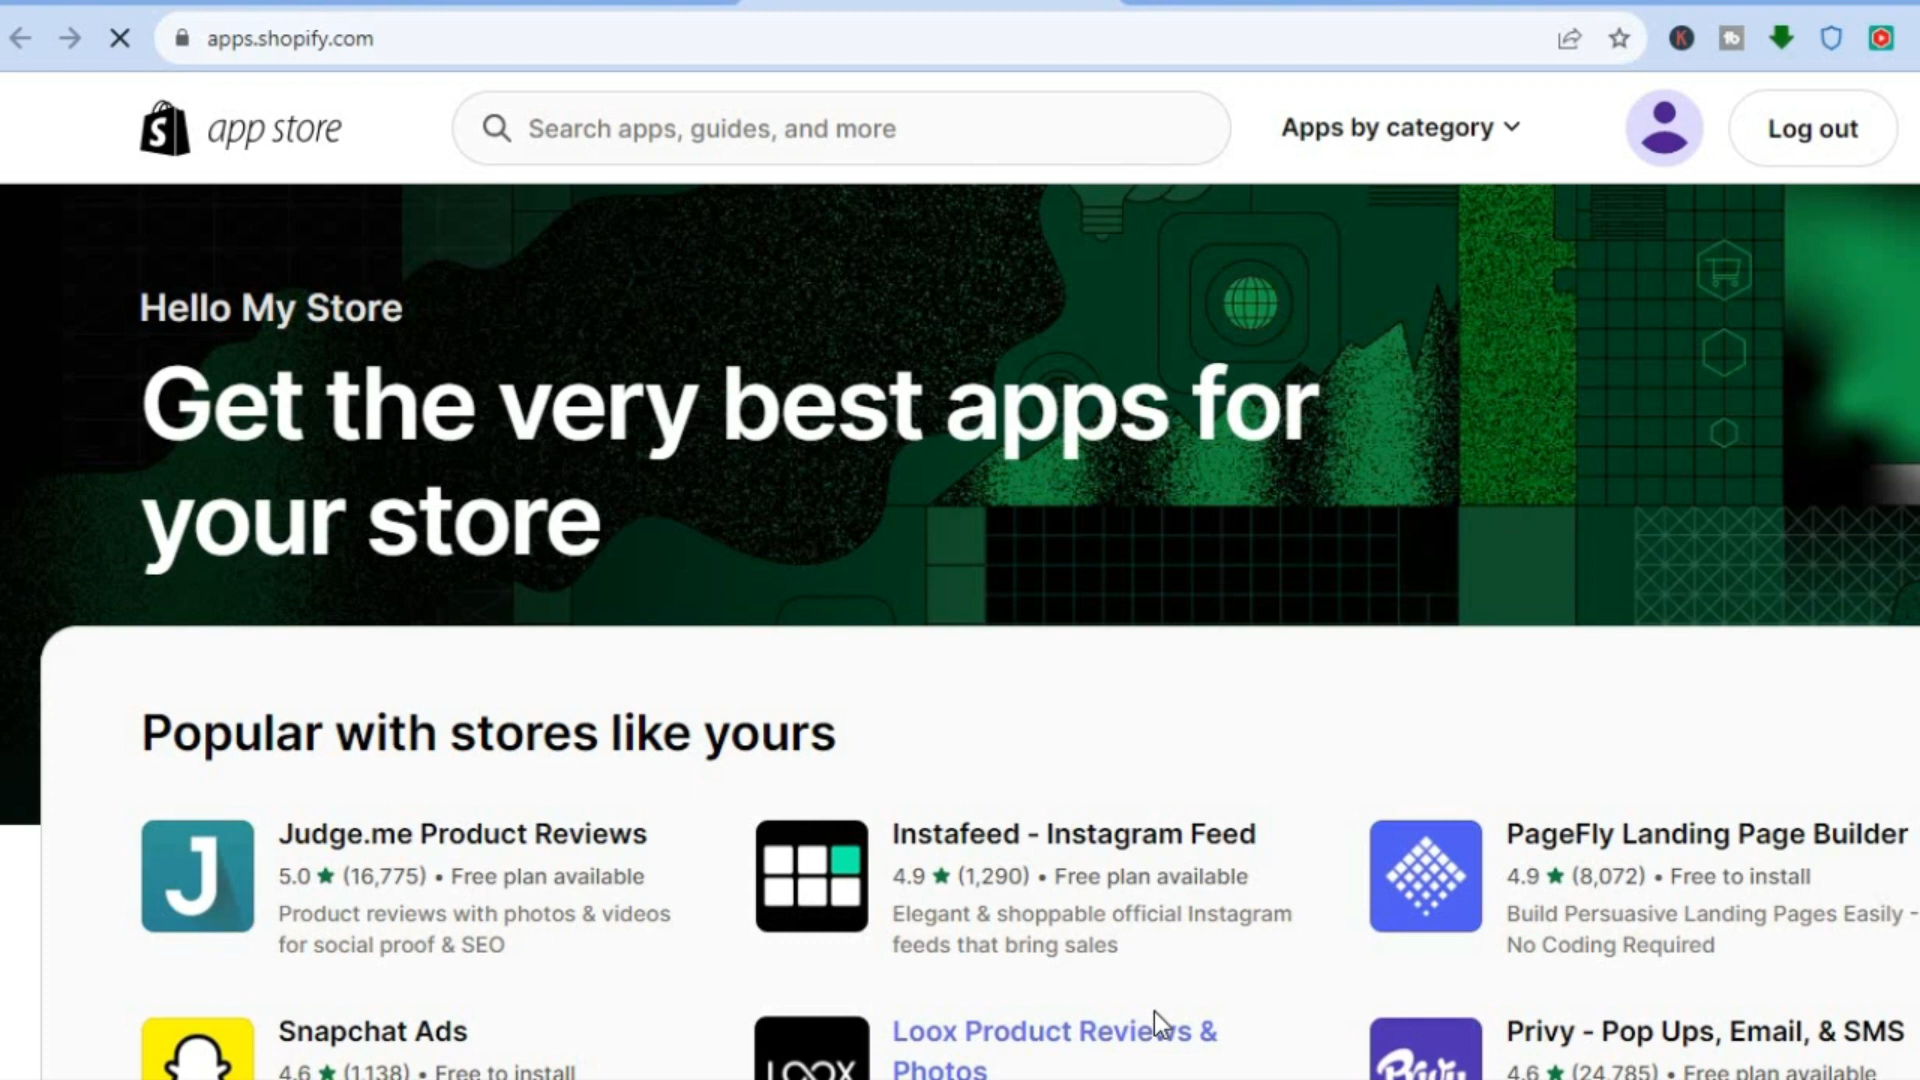 apps.shopify.com
app store
Search apps, guides, and more
Apps by category
Log out
Hello My Store
Get the very best apps for
your store
Popular with stores like yours
Judge.me Product Reviews
5.0 ★ (16,775) • Free plan available
Product reviews with photos & videos
for social proof & SEO
Instafeed - Instagram Feed
4.9 ★ (1,290) • Free plan available
Elegant & shoppable official Instagram
feeds that bring sales
PageFly Landing Page Builder
4.9 ★ (8,072) • Free to install
Build Persuasive Landing Pages Easily -
No Coding Required
Snapchat Ads
4.6 ★ (1,138) • Free to install
LOOX
Loox Product Reviews &
Photos
Privy
Privy - Pop Ups, Email, & SMS
4.6 ★ (24,785) • Free plan available